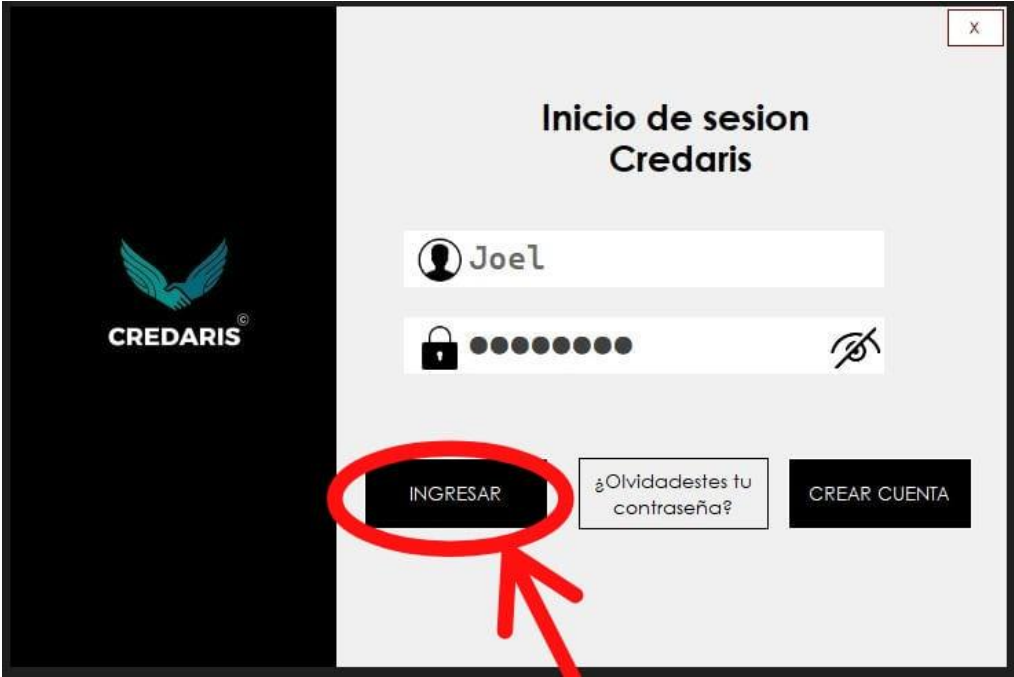 X
Inicio de sesion
Credaris
Joel
CREDARIS©
INGRESAR
¿Olvidadestes tu
contraseña?
CREAR CUENTA